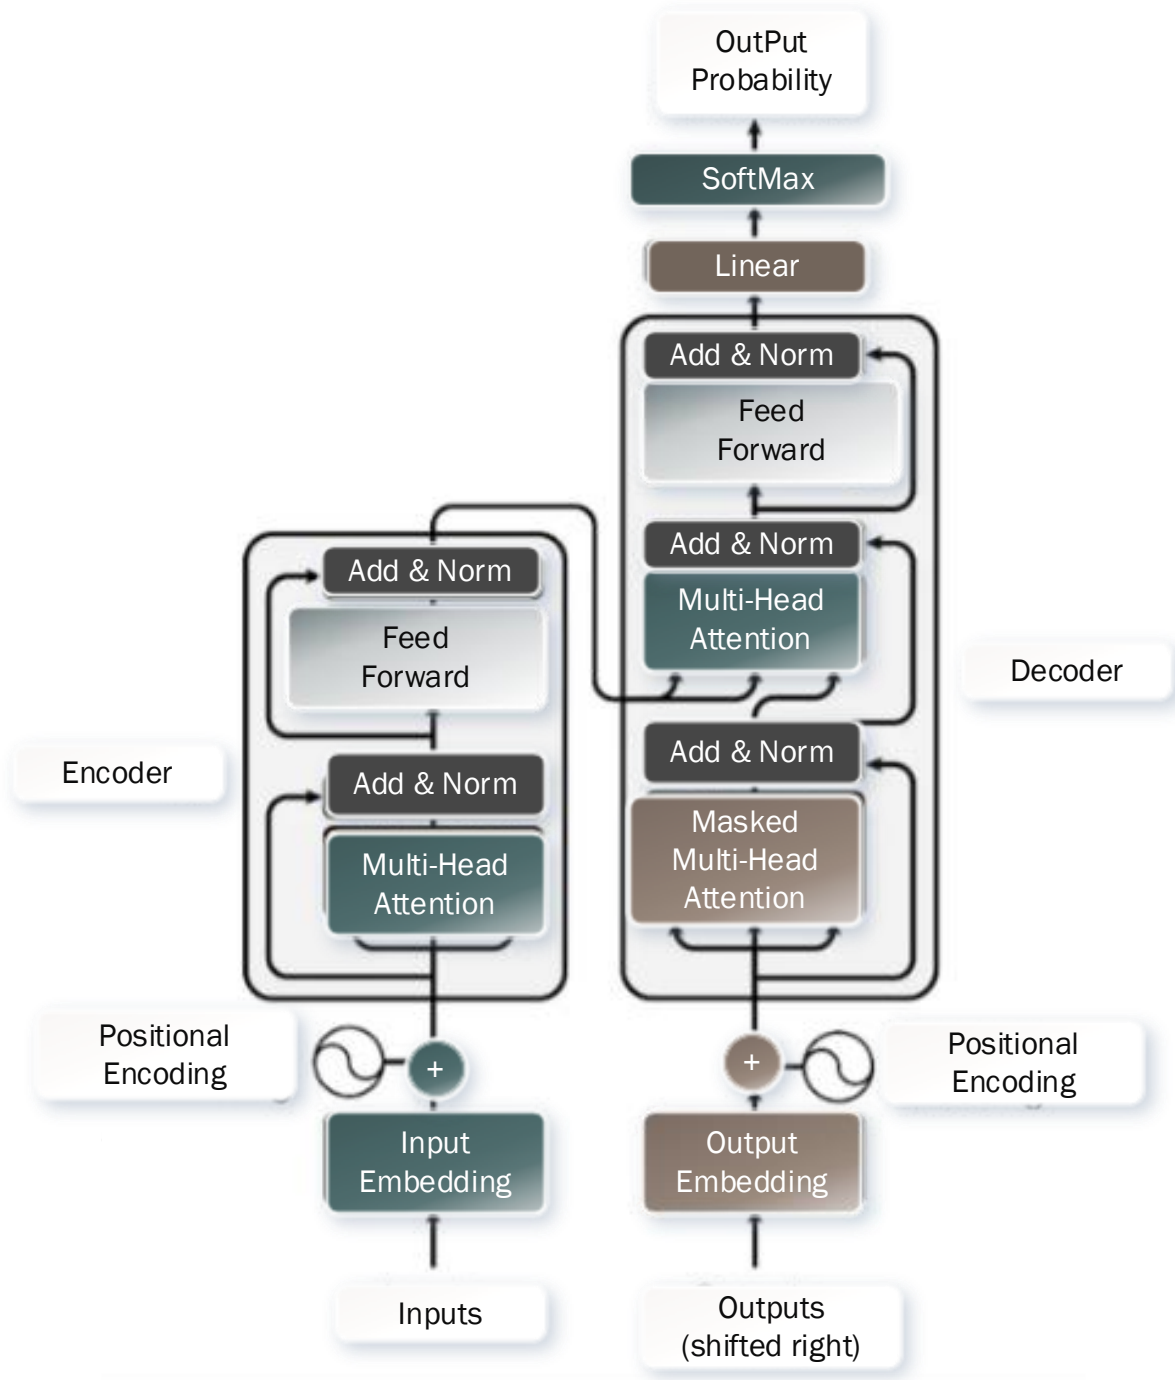 OutPut
Probability
SoftMax
Linear
Add & Norm
Feed
Forward
Add & Norm
Multi-Head
Attention
Add & Norm
Masked
Multi-Head
Attention
Decoder
Add & Norm
Feed
Forward
Add & Norm
Multi-Head
Attention
Encoder
Positional
Encoding
+
+
Positional
Encoding
Input
Embedding
Output
Embedding
Inputs
Outputs
(shifted right)